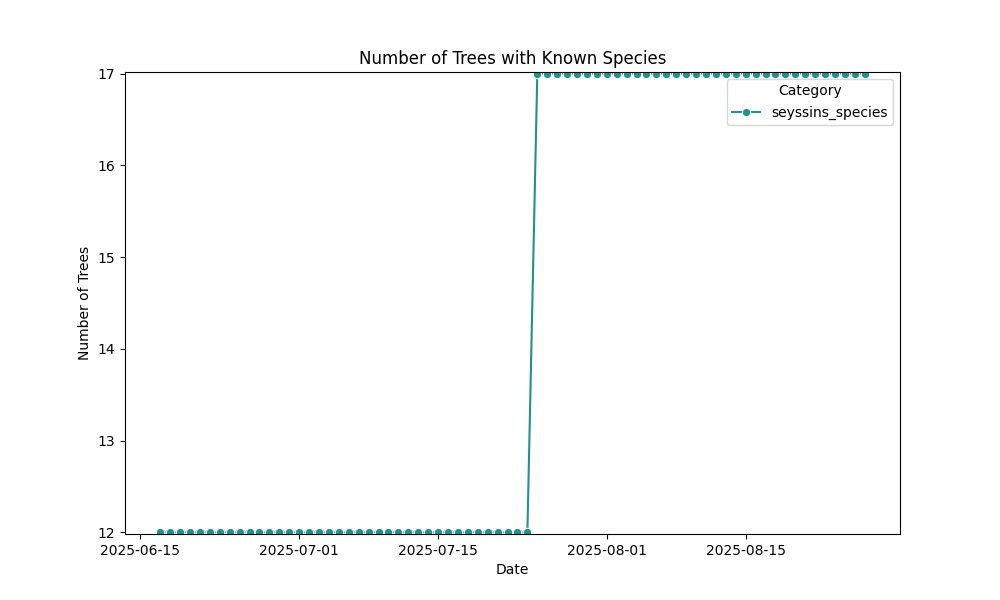 Number of Trees with Known Species
Number of Trees
17
16
15
14
13
12
Category
seyssins_species
2025-06-15
2025-07-01
2025-07-15
2025-08-01
2025-08-15
Date